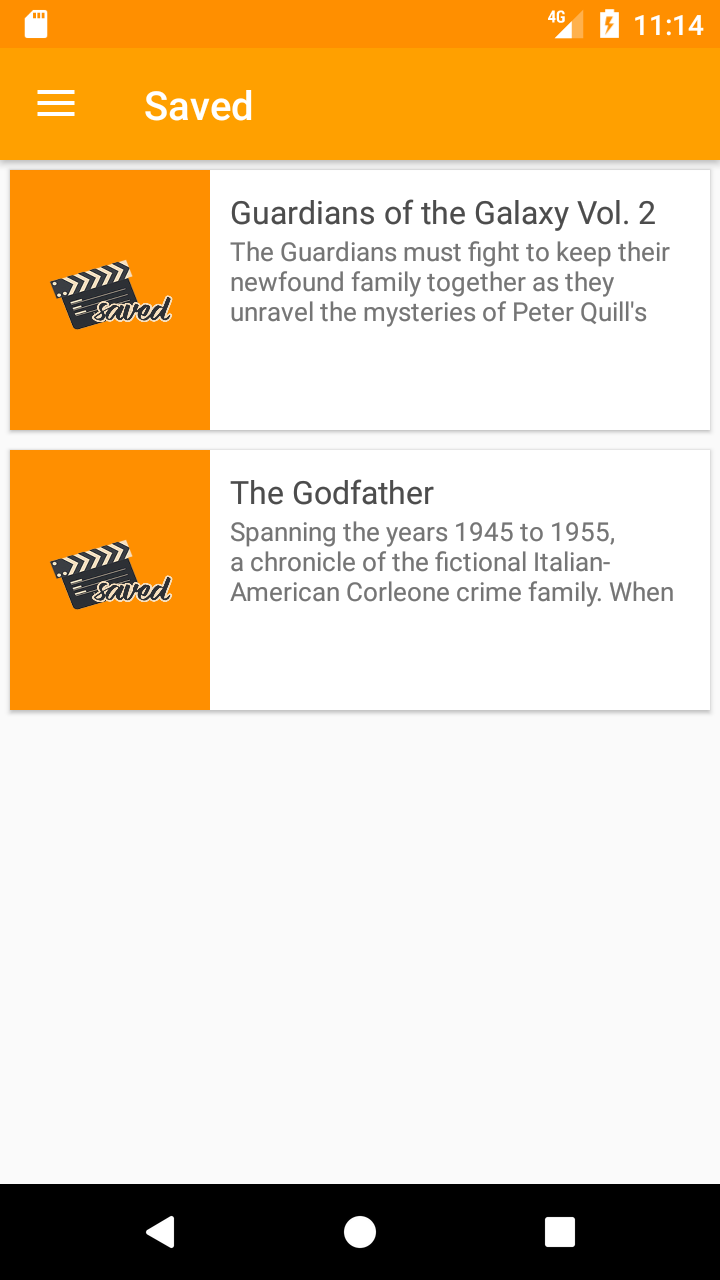 4G 11:14
Saved
Guardians of the Galaxy Vol. 2
The Guardians must fight to keep their
newfound family together as they
unravel the mysteries of Peter Quill's
saved
The Godfather
Spanning the years 1945 to 1955,
a chronicle of the fictional Italian-
American Corleone crime family. When
saved